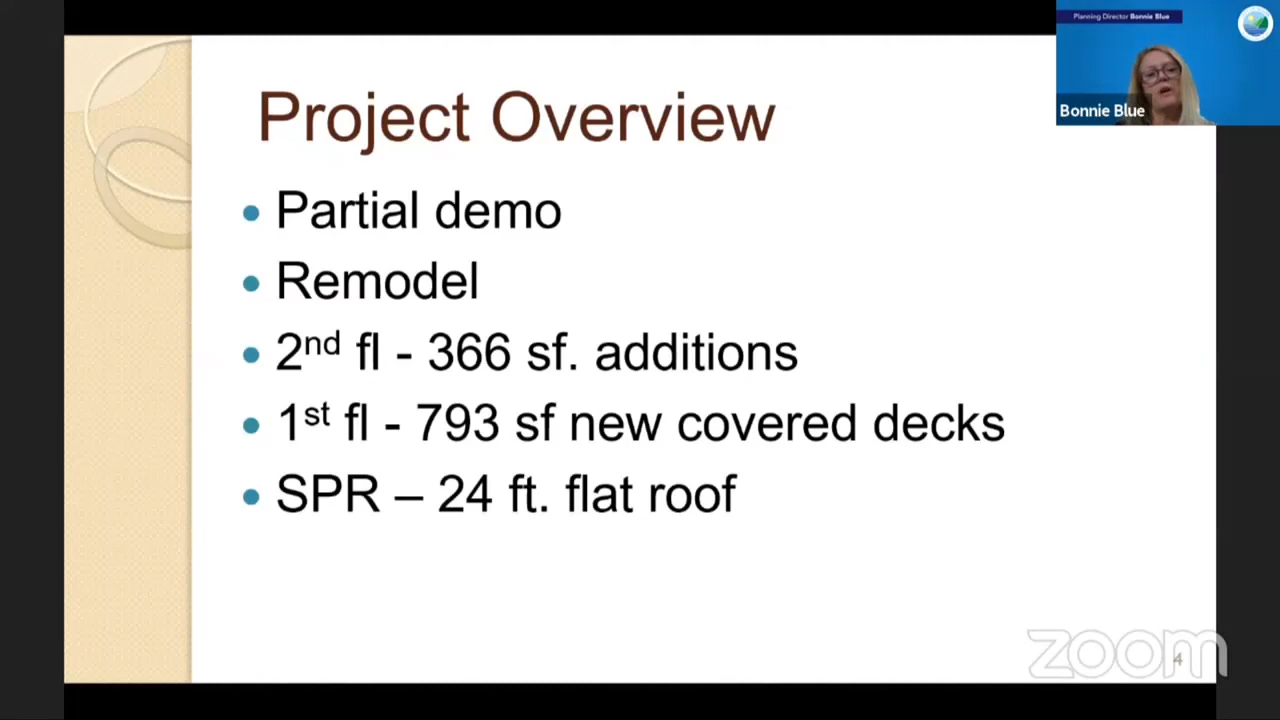 Planning Director Bonnie Blue
Bonnie Blue
Project Overview
• Partial demo
• Remodel
• 2nd fl - 366 sf. additions
• 1st fl - 793 sf new covered decks
• SPR – 24 ft. flat roof
zoom
4